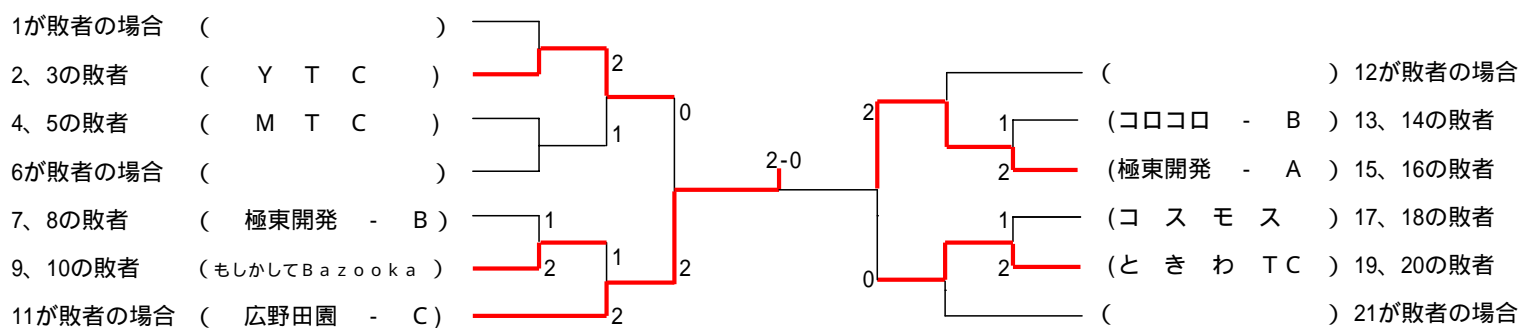 1が敗者の場合 ( )
2、3の敗者 ( Y T C )
4、5の敗者 ( M T C )
6が敗者の場合 ( )
7、8の敗者 ( 極東開発 - B )
9、10の敗者 ( もしかしてBazooka )
11が敗者の場合 ( 広野田園 - C)
2
1
0
1
2
1
2
2
2-0
2
0
1
2
1
2
( ) 12が敗者の場合
(コロコロ - B ) 13、14の敗者
(極東開発 - A ) 15、16の敗者
(コ ス モ ス ) 17、18の敗者
(と き わ TC ) 19、20の敗者
( ) 21が敗者の場合